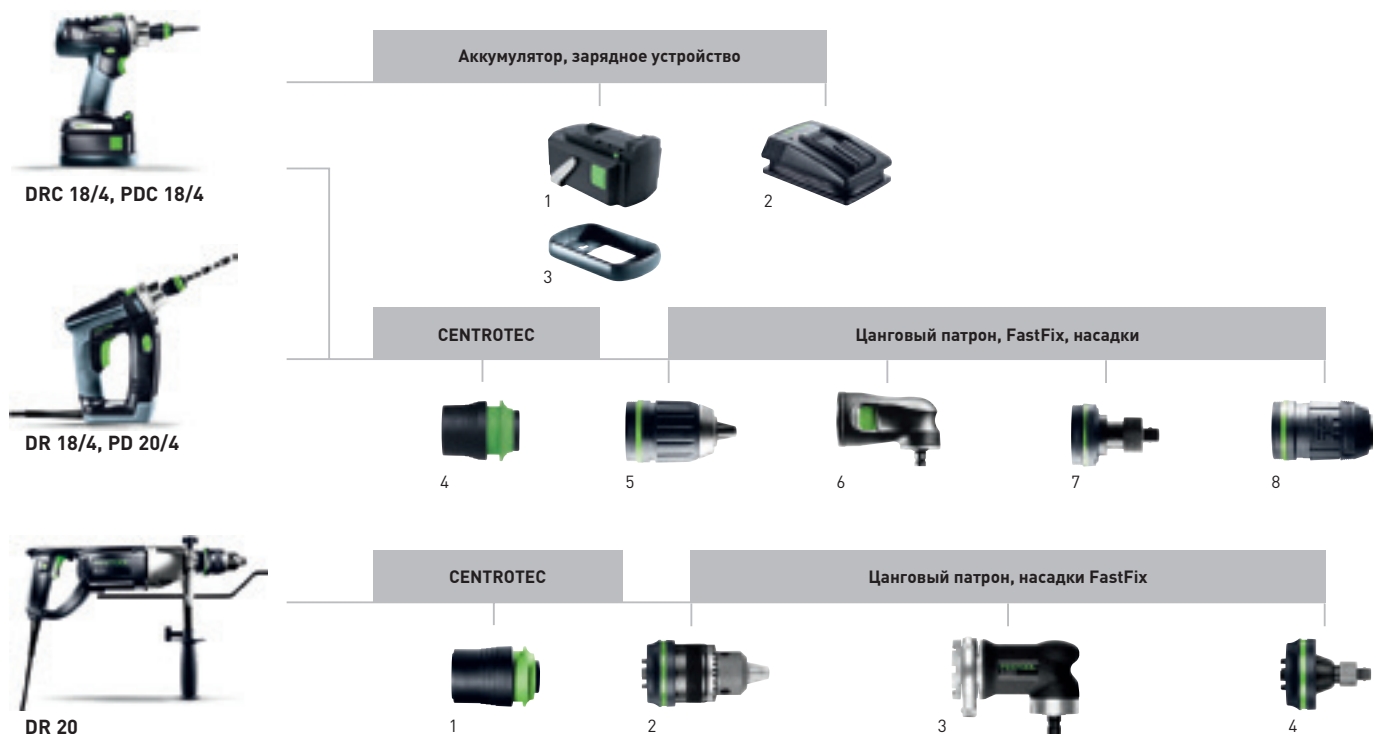 Аккумулятор, зарядное устройство
1
2
DRC 18/4, PDC 18/4
3
CENTROTEC
Цанговый патрон, FastFix, насадки
DR 18/4, PD 20/4
4
5
6
7
8
CENTROTEC
Цанговый патрон, насадки FastFix
DR 20
1
2
3
4